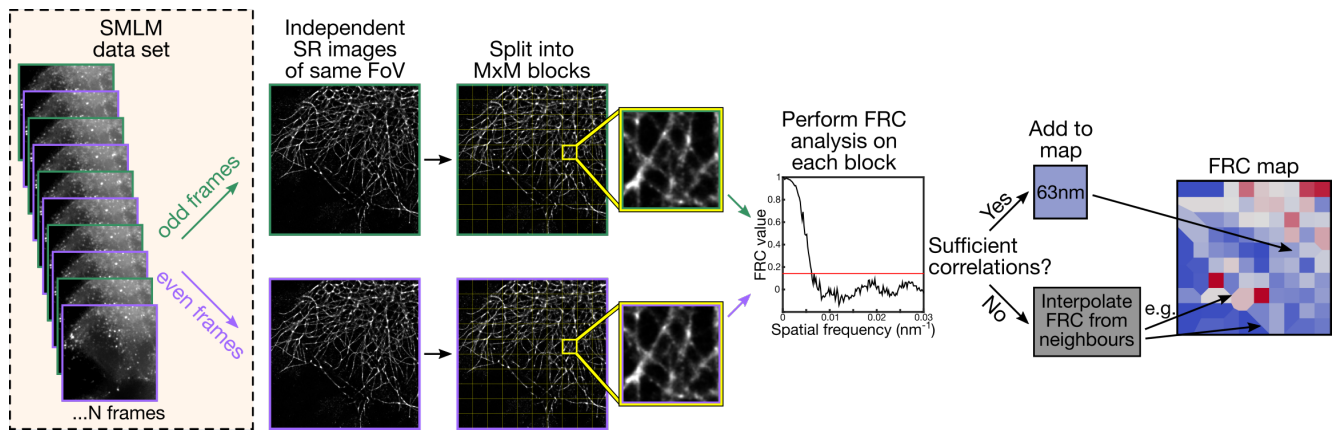 SMLM
data set
odd frames
even frames
...N frames
Independent
SR images
of same FoV
Split into
MxM blocks
Perform FRC
analysis on
each block
FRC value
1
0.8
0.6
0.4
0.2
0
0
0.01
0.02
0.03
Spatial frequency (nm⁻¹)
Sufficient
correlations?
Yes
No
Add to
map
63nm
Interpolate
FRC from
neighbours
e.g.
FRC map